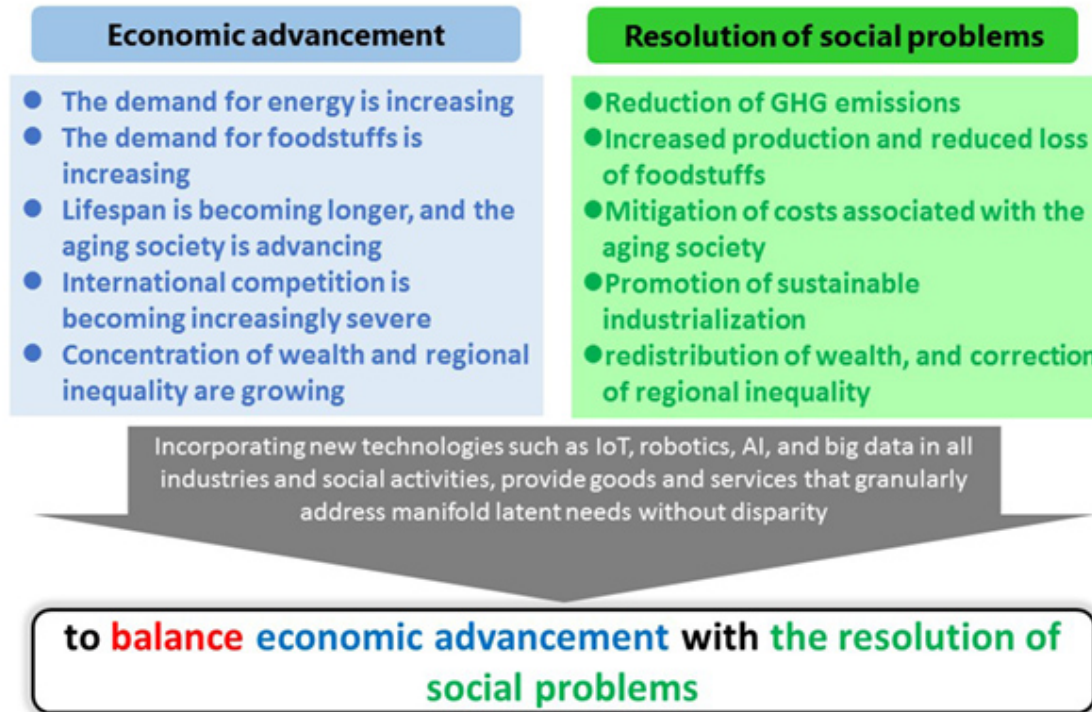 Economic advancement
● The demand for energy is increasing
● The demand for foodstuffs is
increasing
● Lifespan is becoming longer, and the
aging society is advancing
● International competition is
becoming increasingly severe
● Concentration of wealth and regional
inequality are growing
Resolution of social problems
●Reduction of GHG emissions
●Increased production and reduced loss
of foodstuffs
●Mitigation of costs associated with the
aging society
●Promotion of sustainable
industrialization
●redistribution of wealth, and correction
of regional inequality
Incorporating new technologies such as IoT, robotics, AI, and big data in all
industries and social activities, provide goods and services that granularly
address manifold latent needs without disparity
to balance economic advancement with the resolution of
social problems